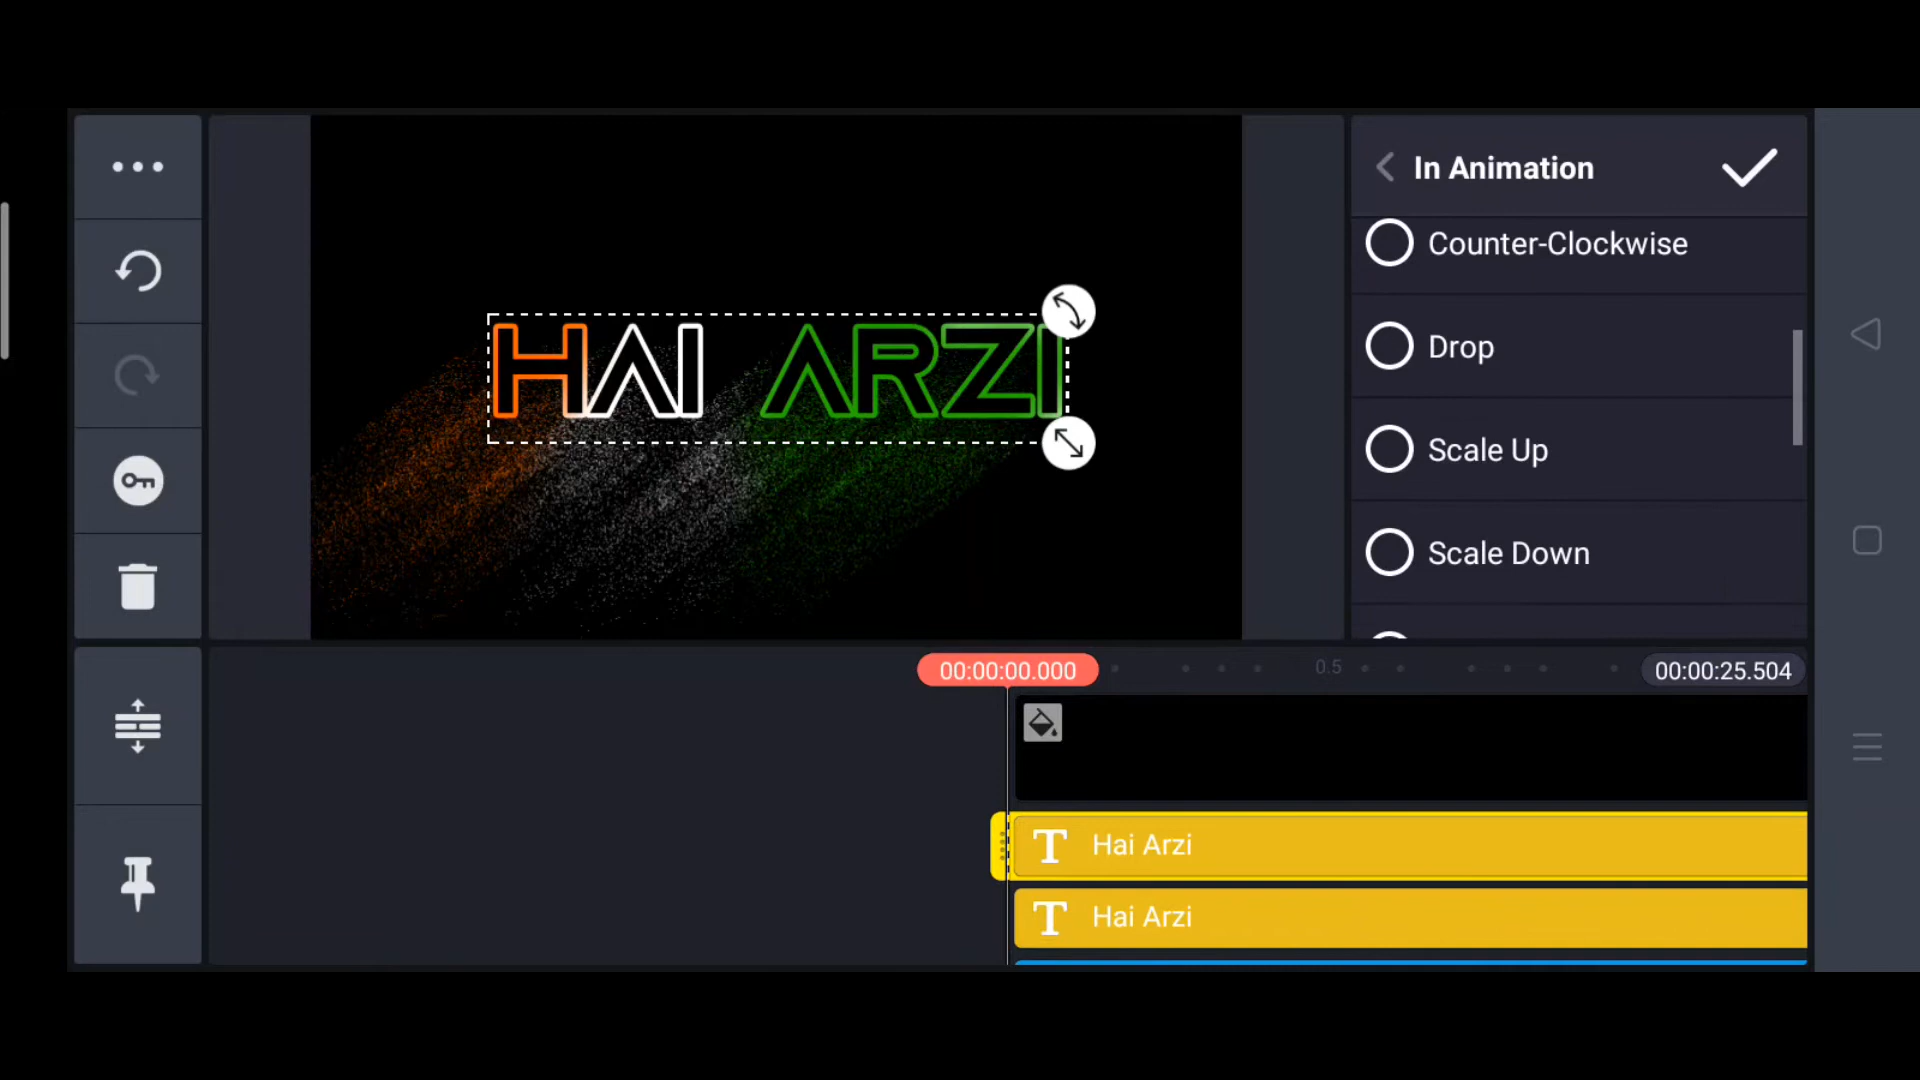 In Animation
Counter-Clockwise
Drop
Scale Up
Scale Down
HAI ARZI
00:00:00.000
0.5
00:00:25.504
T Hai Arzi
T Hai Arzi